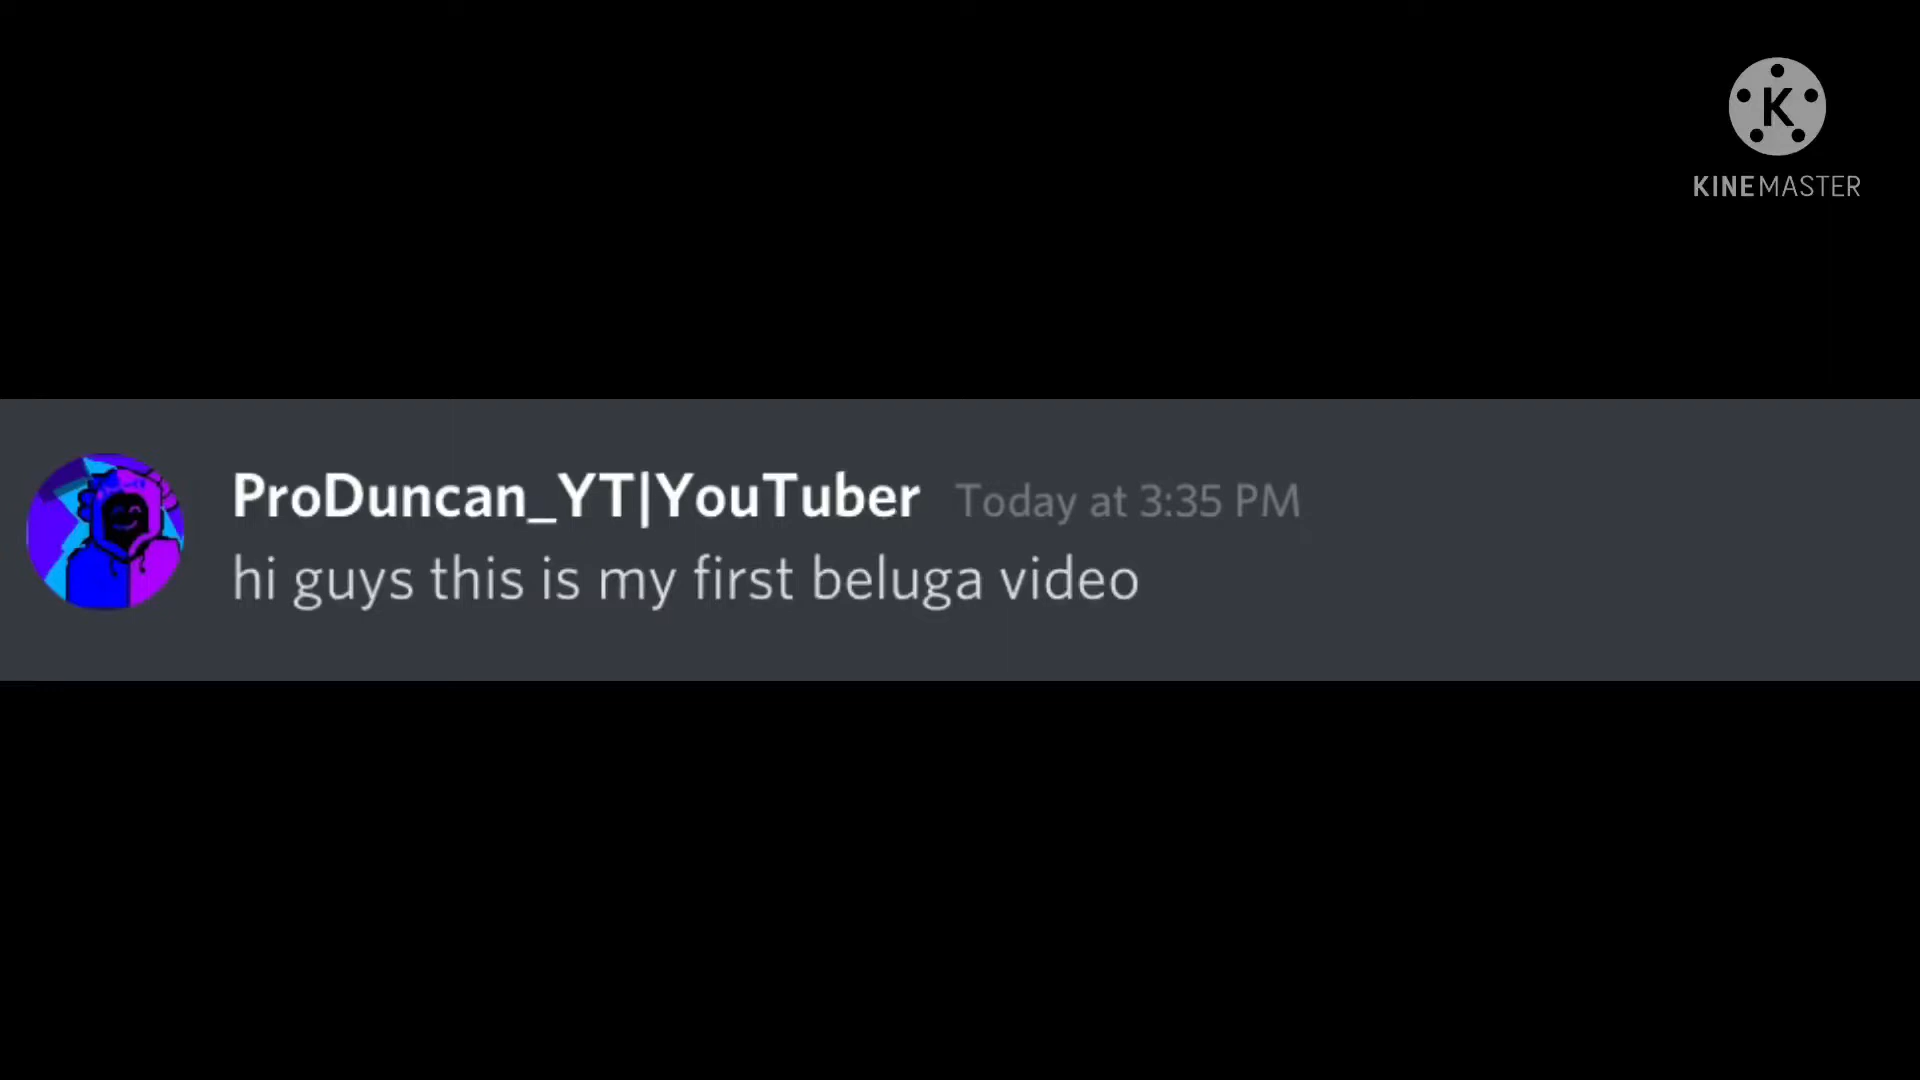 K
KINEMASTER
ProDuncan_YT|YouTuber Today at 3:35 PM
hi guys this is my first beluga video